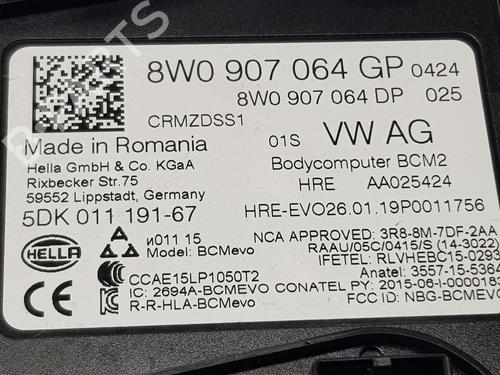 8W0 907 064 GP 0424
8W0 907 064 DP 025
CRMZDSS1
Made in Romania
01S VW AG
Hella GmbH & Co. KGaA
Rixbecker Str.75
59552 Lippstadt, Germany
Bodycomputer BCM2
HRE AA025424
5DK 011 191-67
HRE-EVO26.01.19P0011756
HELLA
и011 15
Model: BCMevo
NCA APPROVED: 3R8-8M-7DF-2AA
RAAU/05C/0415/S (14-3022)
IFETEL: RLVHEBC15-0293
Anatel: 3557-15-5364
CCAE15LP1050T2
IC: 2694A-BCMevo CONATEL PY: 2015-06-I-0000183
R-R-HLA-BCMevo
FCC ID: NBG-BCMEVO
CE